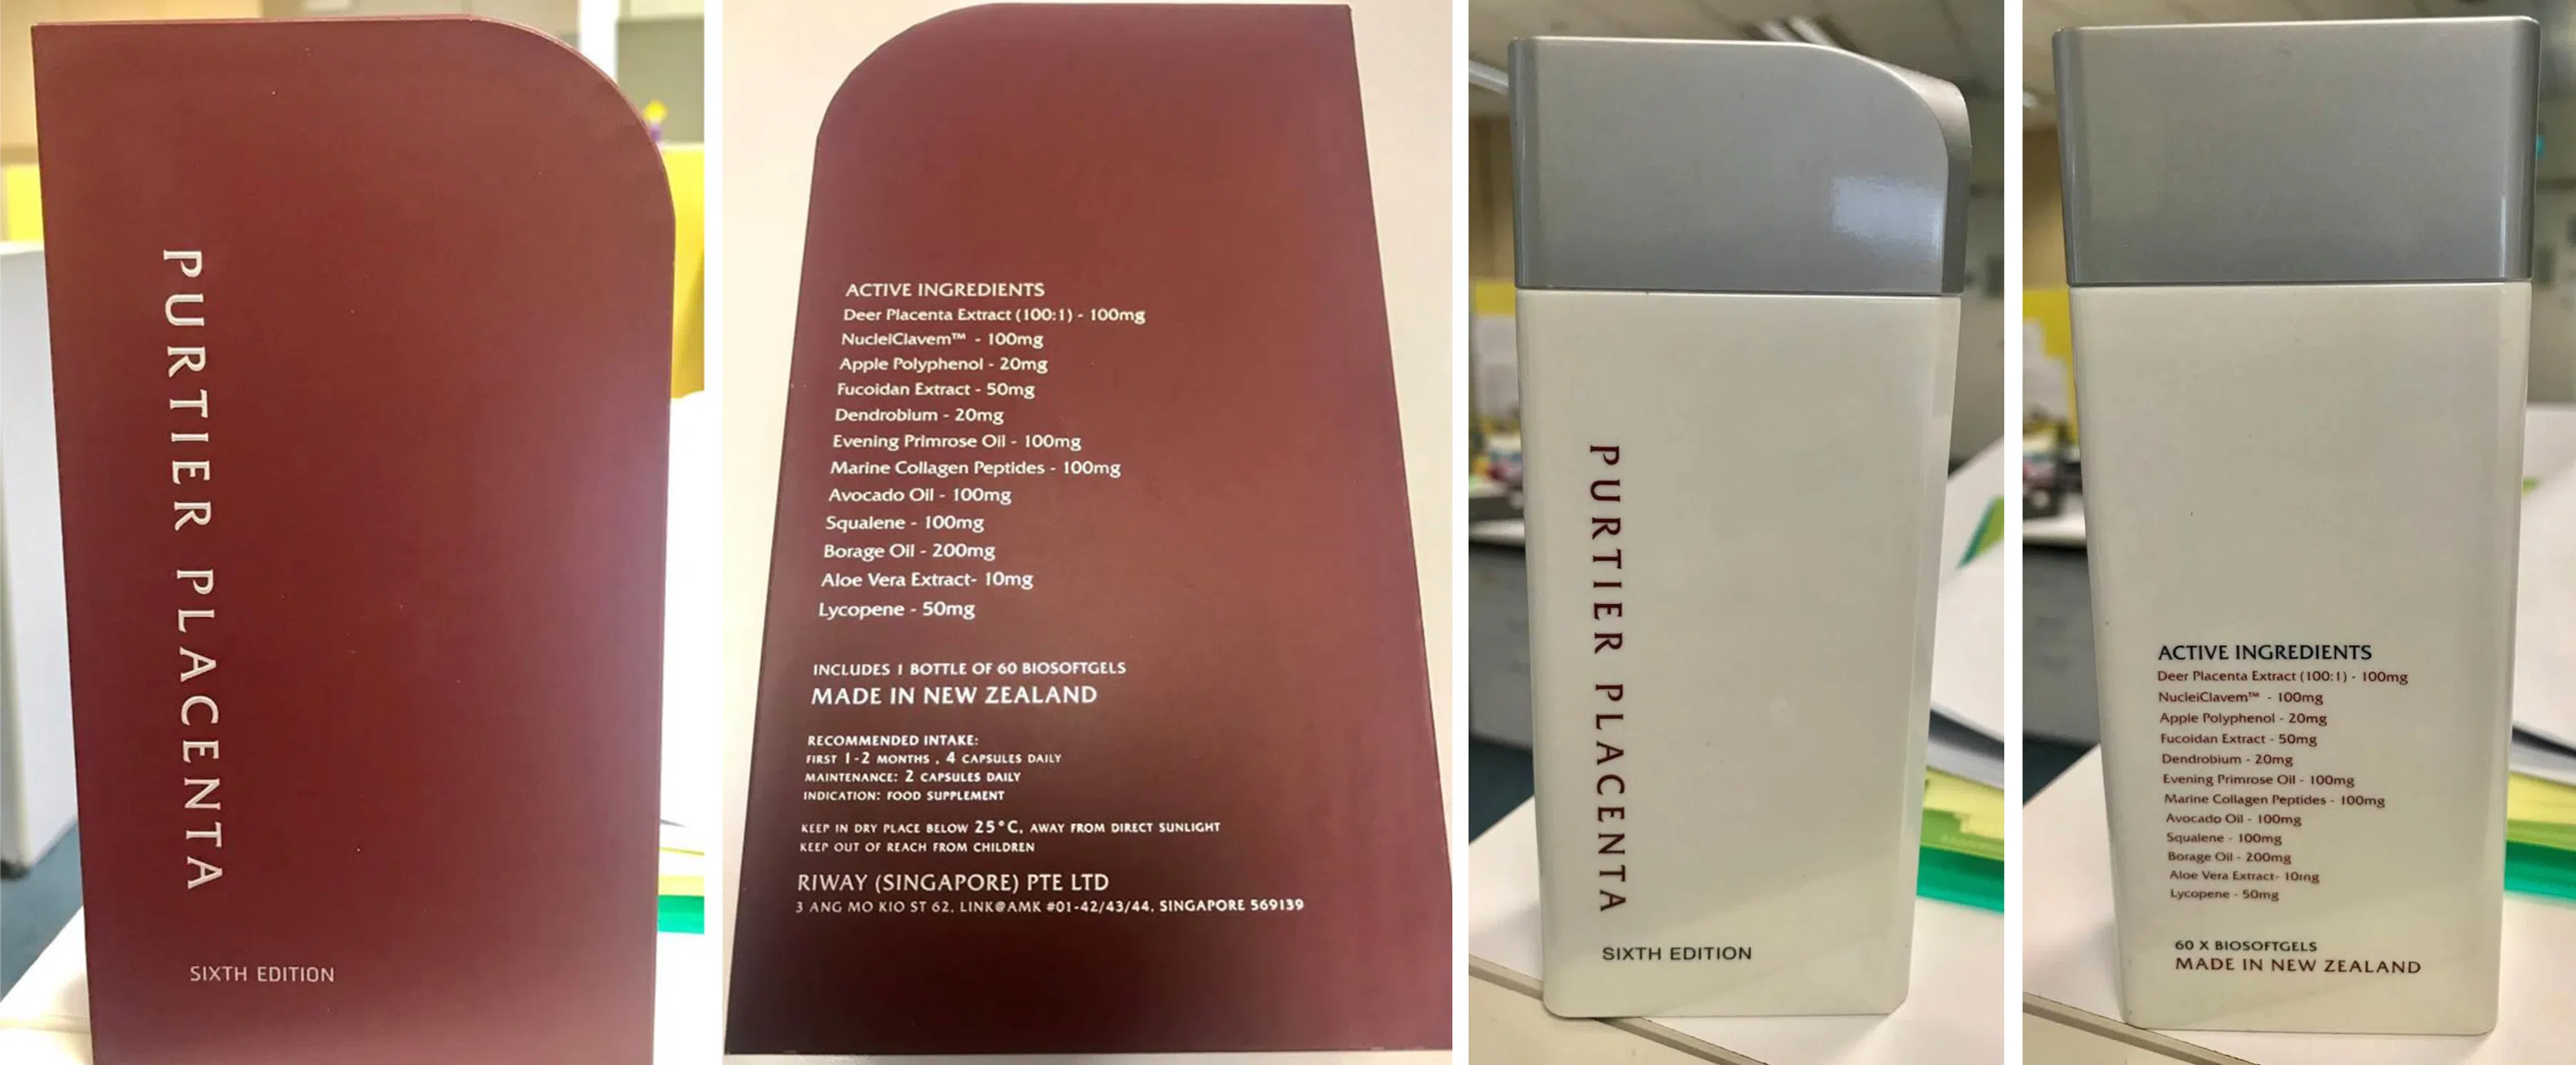 PURTIER PLACENTA
SIXTH EDITION
ACTIVE INGREDIENTS
Deer Placenta Extract (100:1) - 100mg
NucleiClavem™ - 100mg
Apple Polyphenol - 20mg
Fucoidan Extract - 50mg
Dendrobium - 20mg
Evening Primrose Oil - 100mg
Marine Collagen Peptides - 100mg
Avocado Oil - 100mg
Squalene - 100mg
Borage Oil - 200mg
Aloe Vera Extract- 10mg
Lycopene - 50mg
INCLUDES 1 BOTTLE OF 60 BIOSOFTGELS
MADE IN NEW ZEALAND
RECOMMENDED INTAKE:
FIRST 1-2 MONTHS , 4 CAPSULES DAILY
MAINTENANCE: 2 CAPSULES DAILY
INDICATION: FOOD SUPPLEMENT
KEEP IN DRY PLACE BELOW 25°C, AWAY FROM DIRECT SUNLIGHT
KEEP OUT OF REACH FROM CHILDREN
RIWAY (SINGAPORE) PTE LTD
3 ANG MO KIO ST 62, LINK@AMK #01-42/43/44, SINGAPORE 569139
PURTIER PLACENTA
SIXTH EDITION
ACTIVE INGREDIENTS
Deer Placenta Extract (100:1) - 100mg
NucleiClavem™ - 100mg
Apple Polyphenol - 20mg
Fucoidan Extract - 50mg
Dendrobium - 20mg
Evening Primrose Oil - 100mg
Marine Collagen Peptides - 100mg
Avocado Oil - 100mg
Squalene - 100mg
Borage Oil - 200mg
Aloe Vera Extract- 10mg
Lycopene - 50mg
60 X BIOSOFTGELS
MADE IN NEW ZEALAND